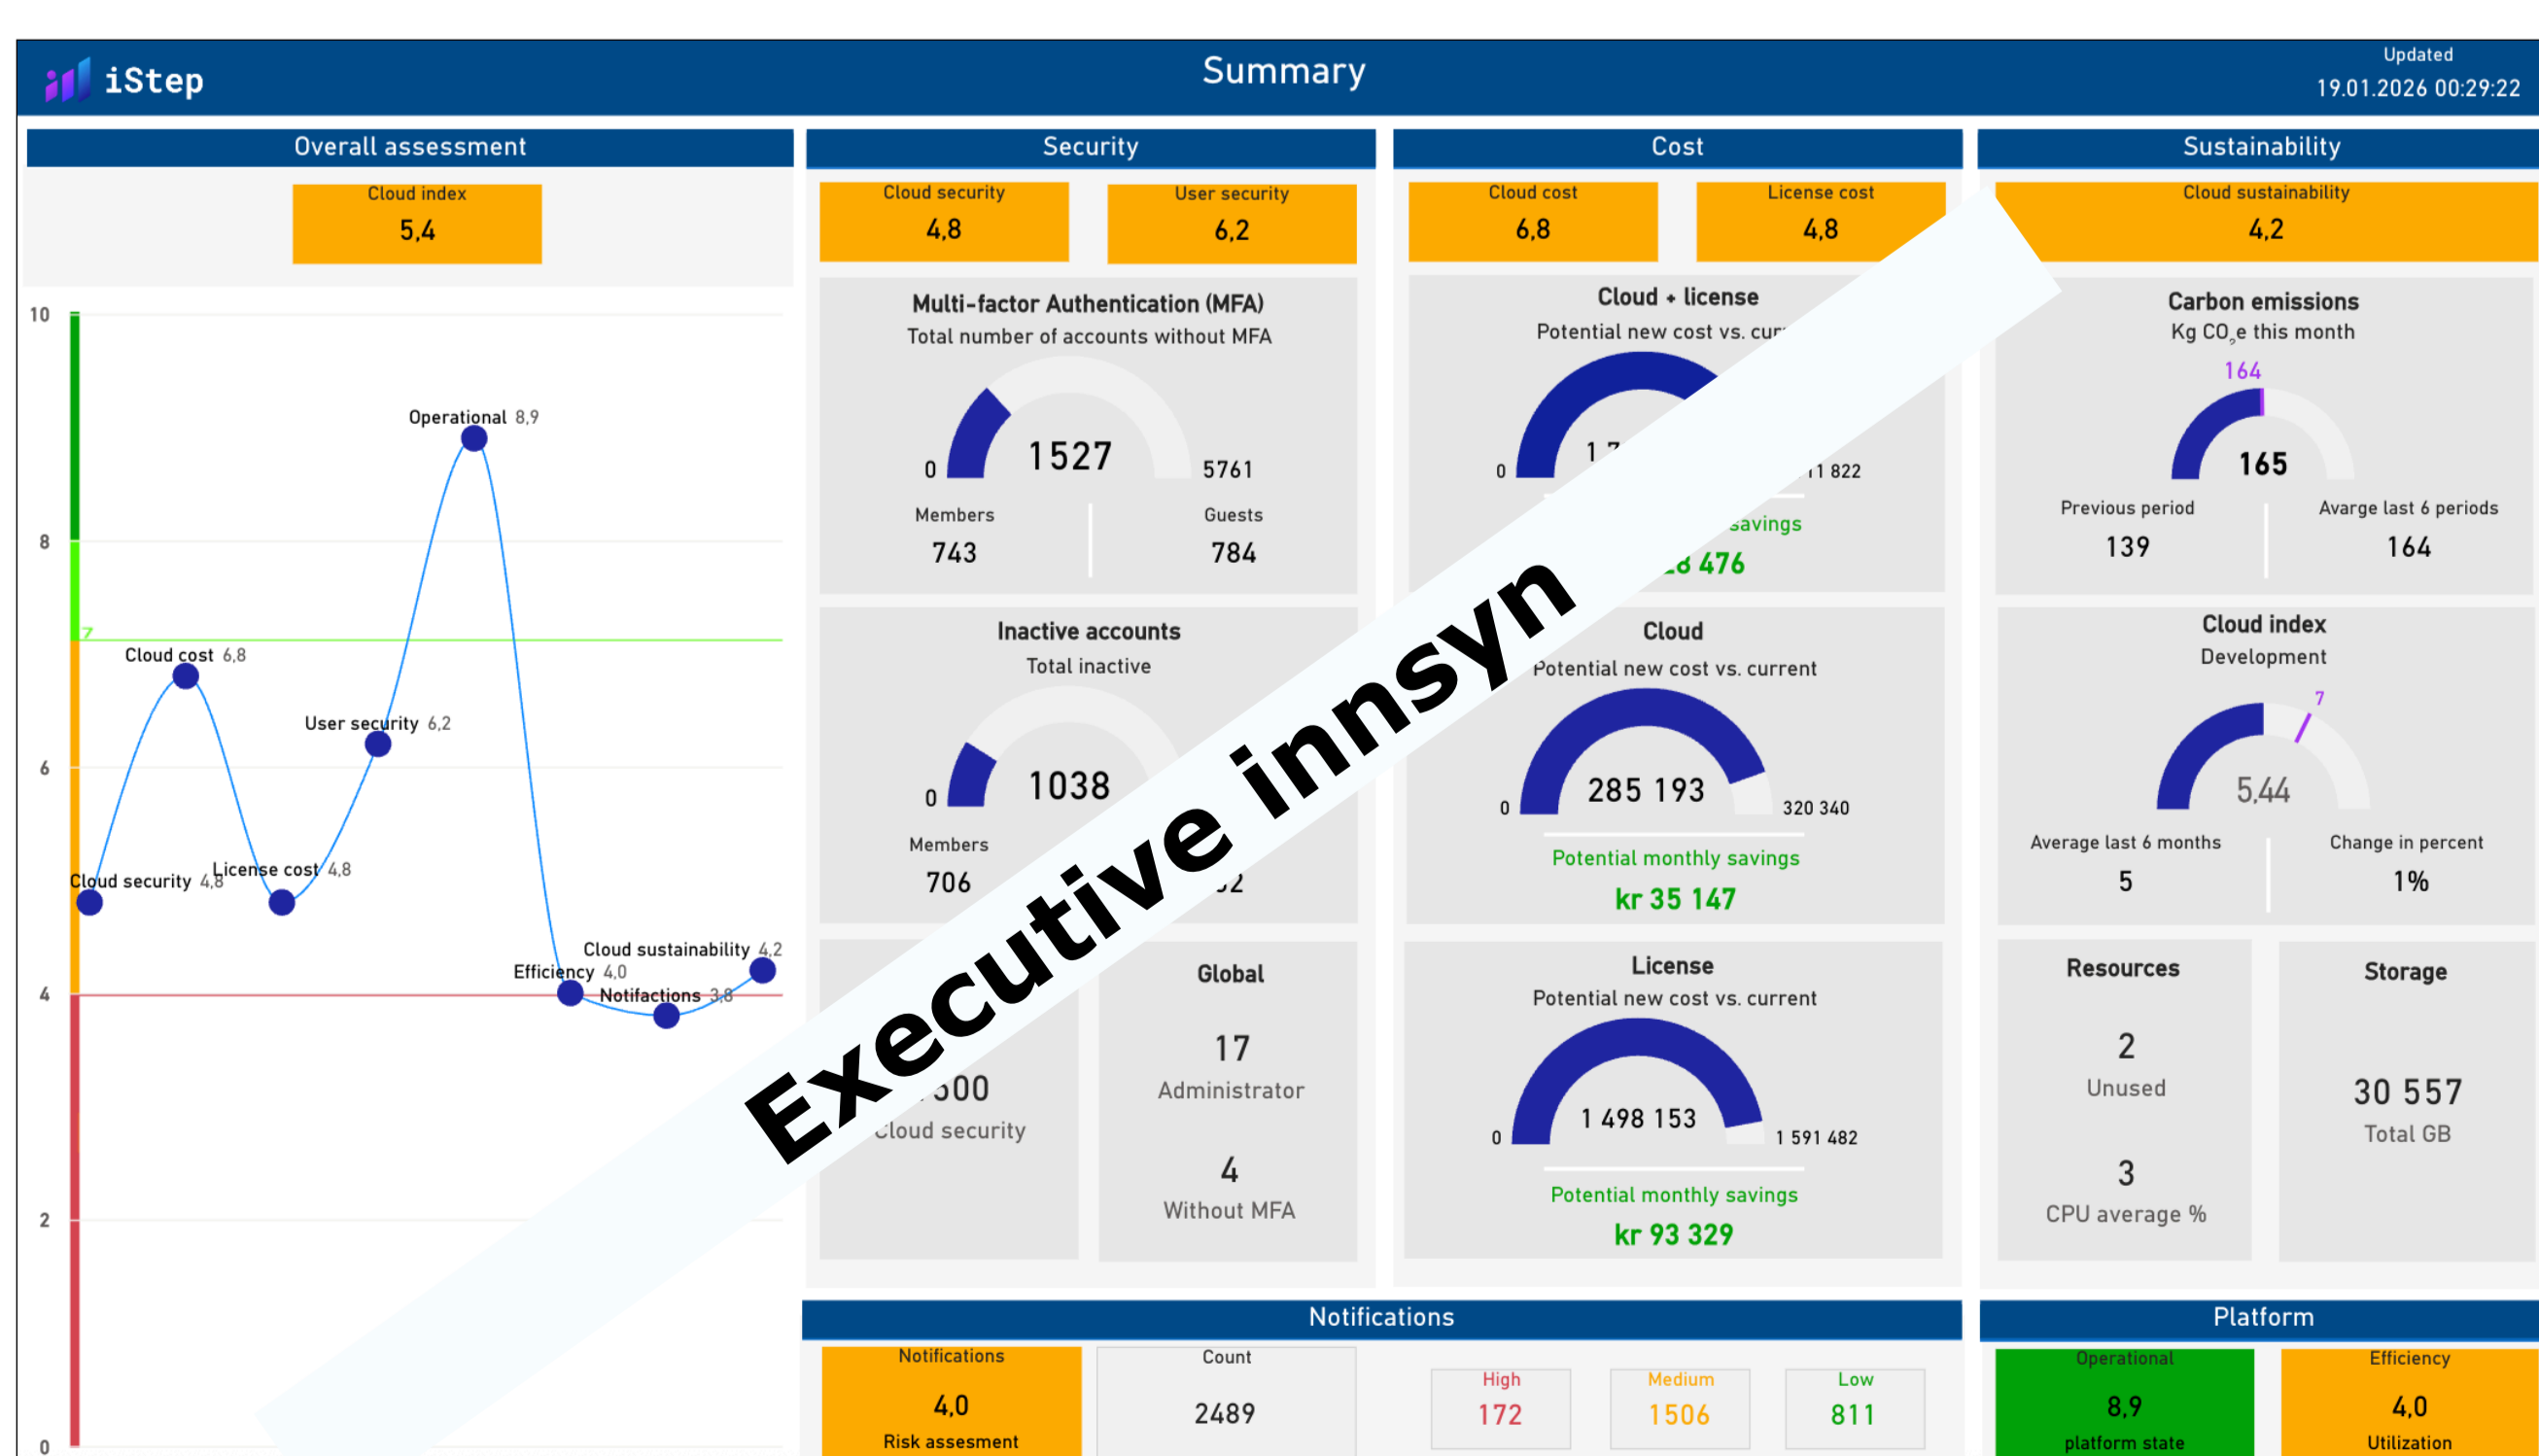 iStep
Summary
Updated
19.01.2026 00:29:22
Overall assessment
Cloud index
5,4
10
8
7
6
4
2
0
Operational 8,9
Cloud cost 6,8
User security 6,2
License cost 4,8
Cloud security 4,8
Cloud sustainability 4,2
Efficiency 4,0
Notifactions 3,8
Security
Cloud security
4,8
User security
6,2
Multi-factor Authentication (MFA)
Total number of accounts without MFA
0
1527
5761
Members
743
Guests
784
Inactive accounts
Total inactive
0
1038
Members
706
Cloud security
Global
17
Administrator
4
Without MFA
Executive innsyn
Cost
Cloud cost
6,8
License cost
4,8
Cloud + license
Potential new cost vs.
0
savings
476
Cloud
Potential new cost vs. current
0
285 193
320 340
Potential monthly savings
kr 35 147
License
Potential new cost vs. current
0
1 498 153
1 591 482
Potential monthly savings
kr 93 329
Sustainability
Cloud sustainability
4,2
Carbon emissions
Kg CO₂e this month
164
165
Previous period
139
Avarge last 6 periods
164
Cloud index
Development
7
5,44
Average last 6 months
5
Change in percent
1%
Resources
2
Unused
3
CPU average %
Storage
30 557
Total GB
Notifications
Notifications
4,0
Risk assesment
Count
2489
High
172
Medium
1506
Low
811
Platform
Operational
8,9
platform state
Efficiency
4,0
Utilization